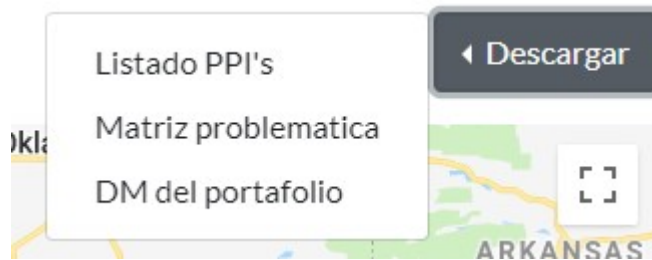 Listado PPI's
Descargar
Matriz problematica
DM del portafolio
ARKANSAS